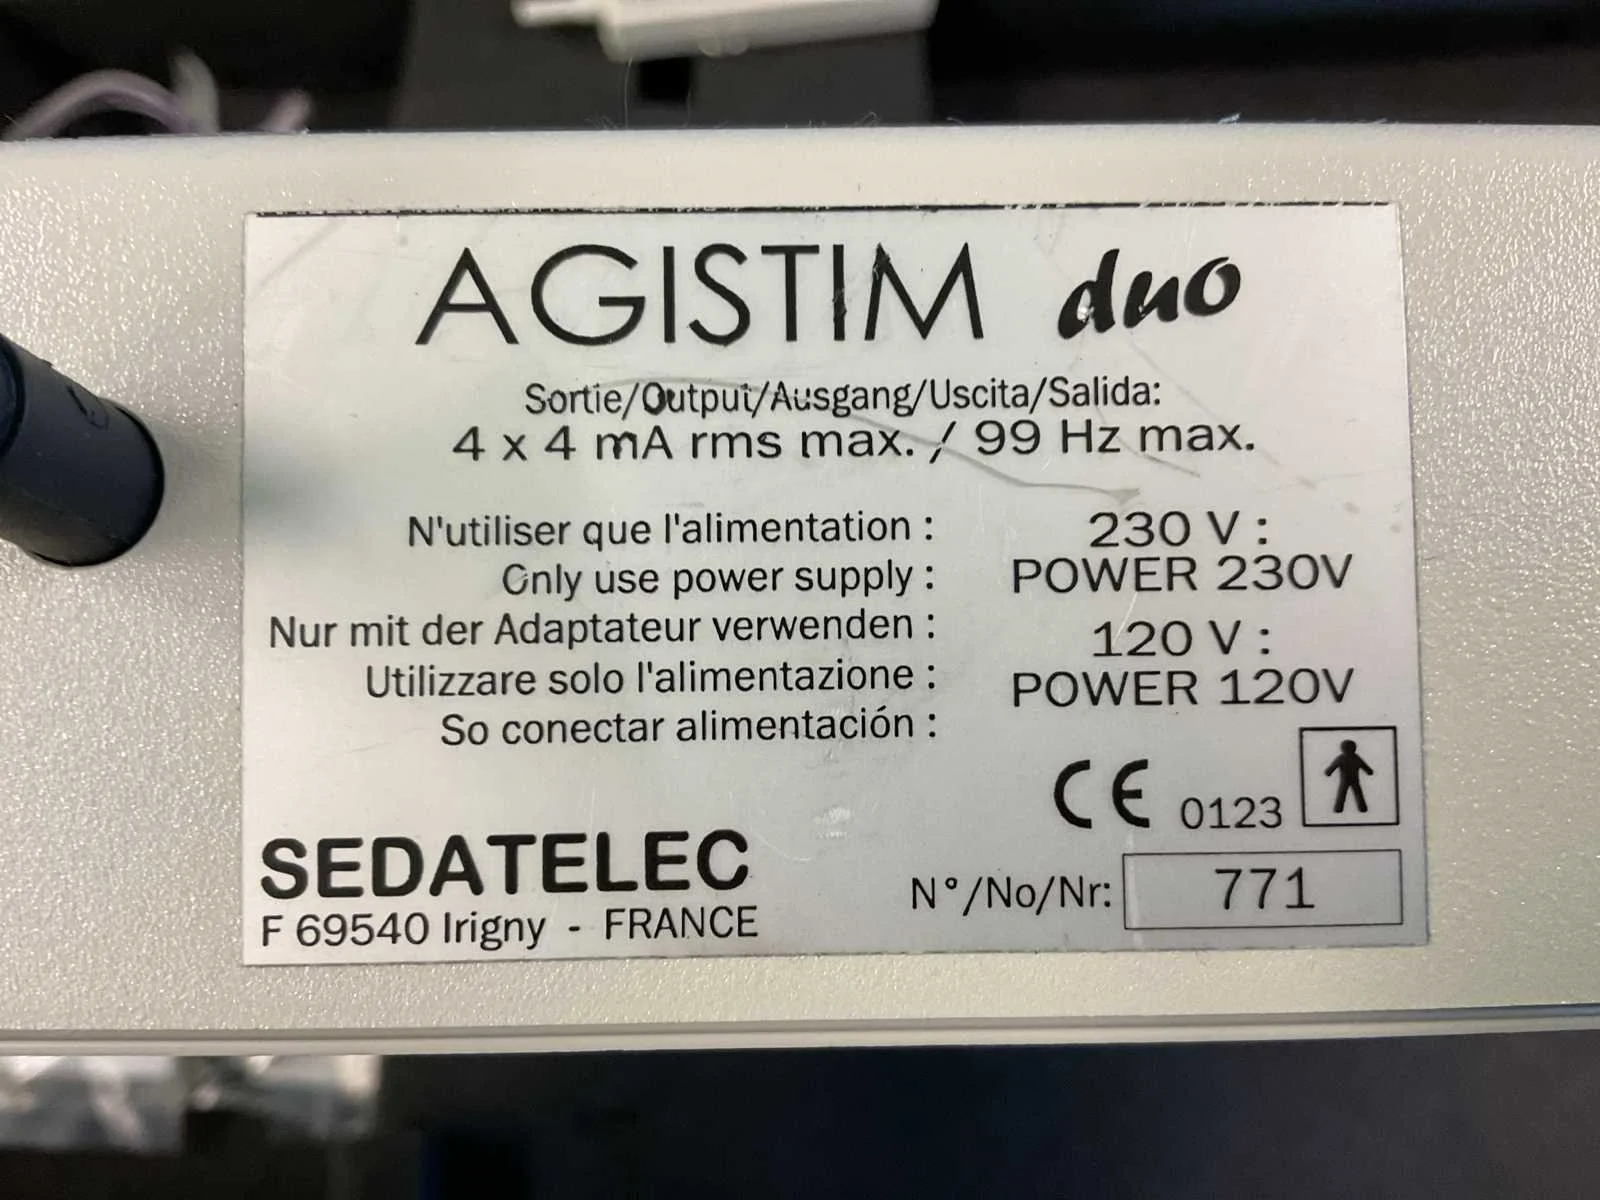 AGISTIM duo
Sortie/Output/Ausgang/Uscita/Salida:
4 x 4 mA rms max. / 99 Hz max.
N'utiliser que l'alimentation :
Only use power supply :
Nur mit der Adaptateur verwenden :
Utilizzare solo l'alimentazione :
So conectar alimentación :
230 V :
POWER 230V
120 V :
POWER 120V
CE 0123
SEDATELEC
F 69540 Irigny - FRANCE
N°/No/Nr: 771